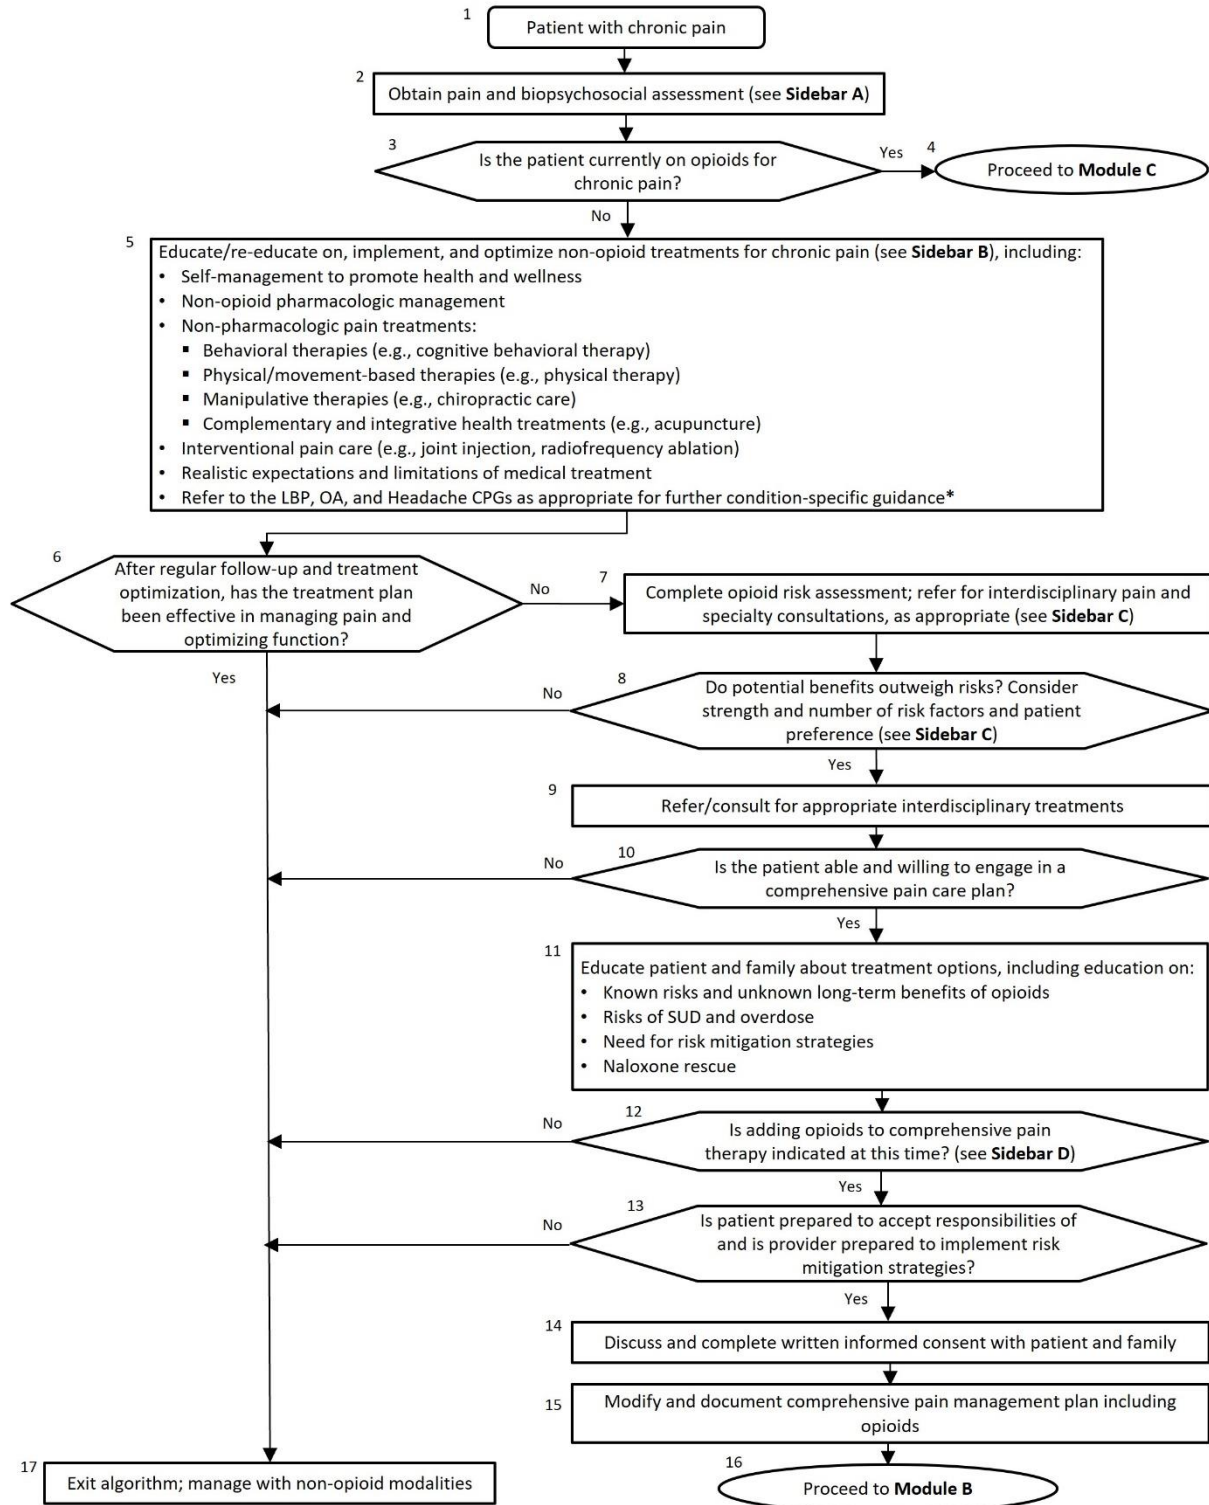 1
Patient with chronic pain
2
Obtain pain and biopsychosocial assessment (see Sidebar A)
3
Is the patient currently on opioids for
chronic pain?
Yes
4
Proceed to Module C
No
5
Educate/re-educate on, implement, and optimize non-opioid treatments for chronic pain (see Sidebar B), including:
• Self-management to promote health and wellness
• Non-opioid pharmacologic management
• Non-pharmacologic pain treatments:
▪ Behavioral therapies (e.g., cognitive behavioral therapy)
▪ Physical/movement-based therapies (e.g., physical therapy)
▪ Manipulative therapies (e.g., chiropractic care)
▪ Complementary and integrative health treatments (e.g., acupuncture)
• Interventional pain care (e.g., joint injection, radiofrequency ablation)
• Realistic expectations and limitations of medical treatment
• Refer to the LBP, OA, and Headache CPGs as appropriate for further condition-specific guidance*
6
After regular follow-up and treatment
optimization, has the treatment plan
been effective in managing pain and
optimizing function?
No
7
Complete opioid risk assessment; refer for interdisciplinary pain and
specialty consultations, as appropriate (see Sidebar C)
Yes
No
8
Do potential benefits outweigh risks? Consider
strength and number of risk factors and patient
preference (see Sidebar C)
Yes
9
Refer/consult for appropriate interdisciplinary treatments
No
10
Is the patient able and willing to engage in a
comprehensive pain care plan?
Yes
11
Educate patient and family about treatment options, including education on:
• Known risks and unknown long-term benefits of opioids
• Risks of SUD and overdose
• Need for risk mitigation strategies
• Naloxone rescue
No
12
Is adding opioids to comprehensive pain
therapy indicated at this time? (see Sidebar D)
Yes
No
13
Is patient prepared to accept responsibilities of
and is provider prepared to implement risk
mitigation strategies?
Yes
14
Discuss and complete written informed consent with patient and family
15
Modify and document comprehensive pain management plan including
opioids
16
Proceed to Module B
17
Exit algorithm; manage with non-opioid modalities